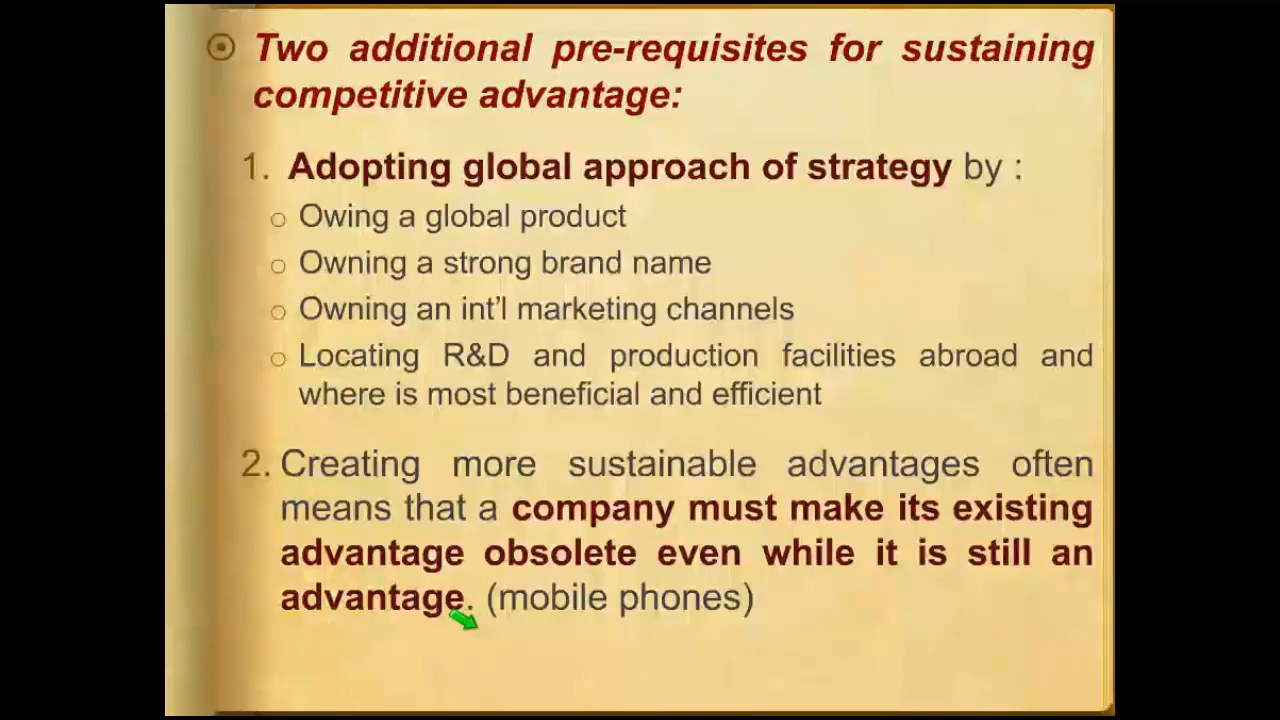 Two additional pre-requisites for sustaining
competitive advantage:
1. Adopting global approach of strategy by :
Owing a global product
Owning a strong brand name
Owning an int’l marketing channels
Locating R&D and production facilities abroad and
where is most beneficial and efficient
2. Creating more sustainable advantages often
means that a company must make its existing
advantage obsolete even while it is still an
advantage. (mobile phones)